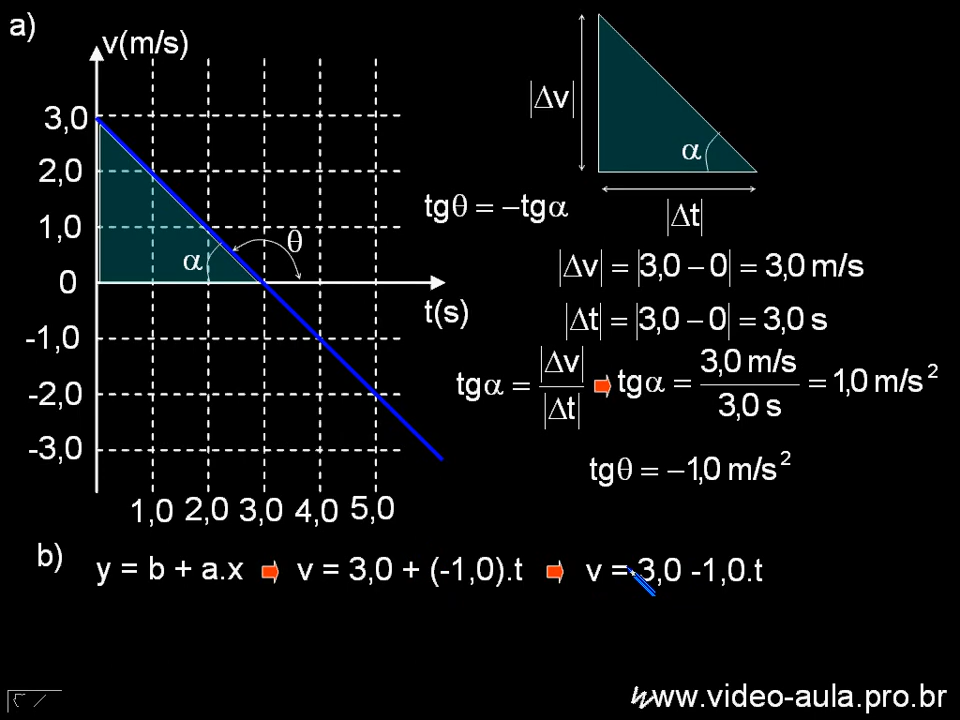 a)
v(m/s)
3,0
2,0
1,0
0
-1,0
-2,0
-3,0
1,0 2,0 3,0 4,0 5,0
t(s)
α
θ
|Δv|
α
|Δt|
tgθ = −tgα
|Δv| = |3,0 − 0| = 3,0 m/s
|Δt| = |3,0 − 0| = 3,0 s
tgα = |Δv| / |Δt| ⇨ tgα = 3,0 m/s / 3,0 s = 1,0 m/s²
tgθ = −1,0 m/s²
b)
y = b + a.x ⇨ v = 3,0 + (-1,0).t ⇨ v = 3,0 -1,0.t
www.video-aula.pro.br